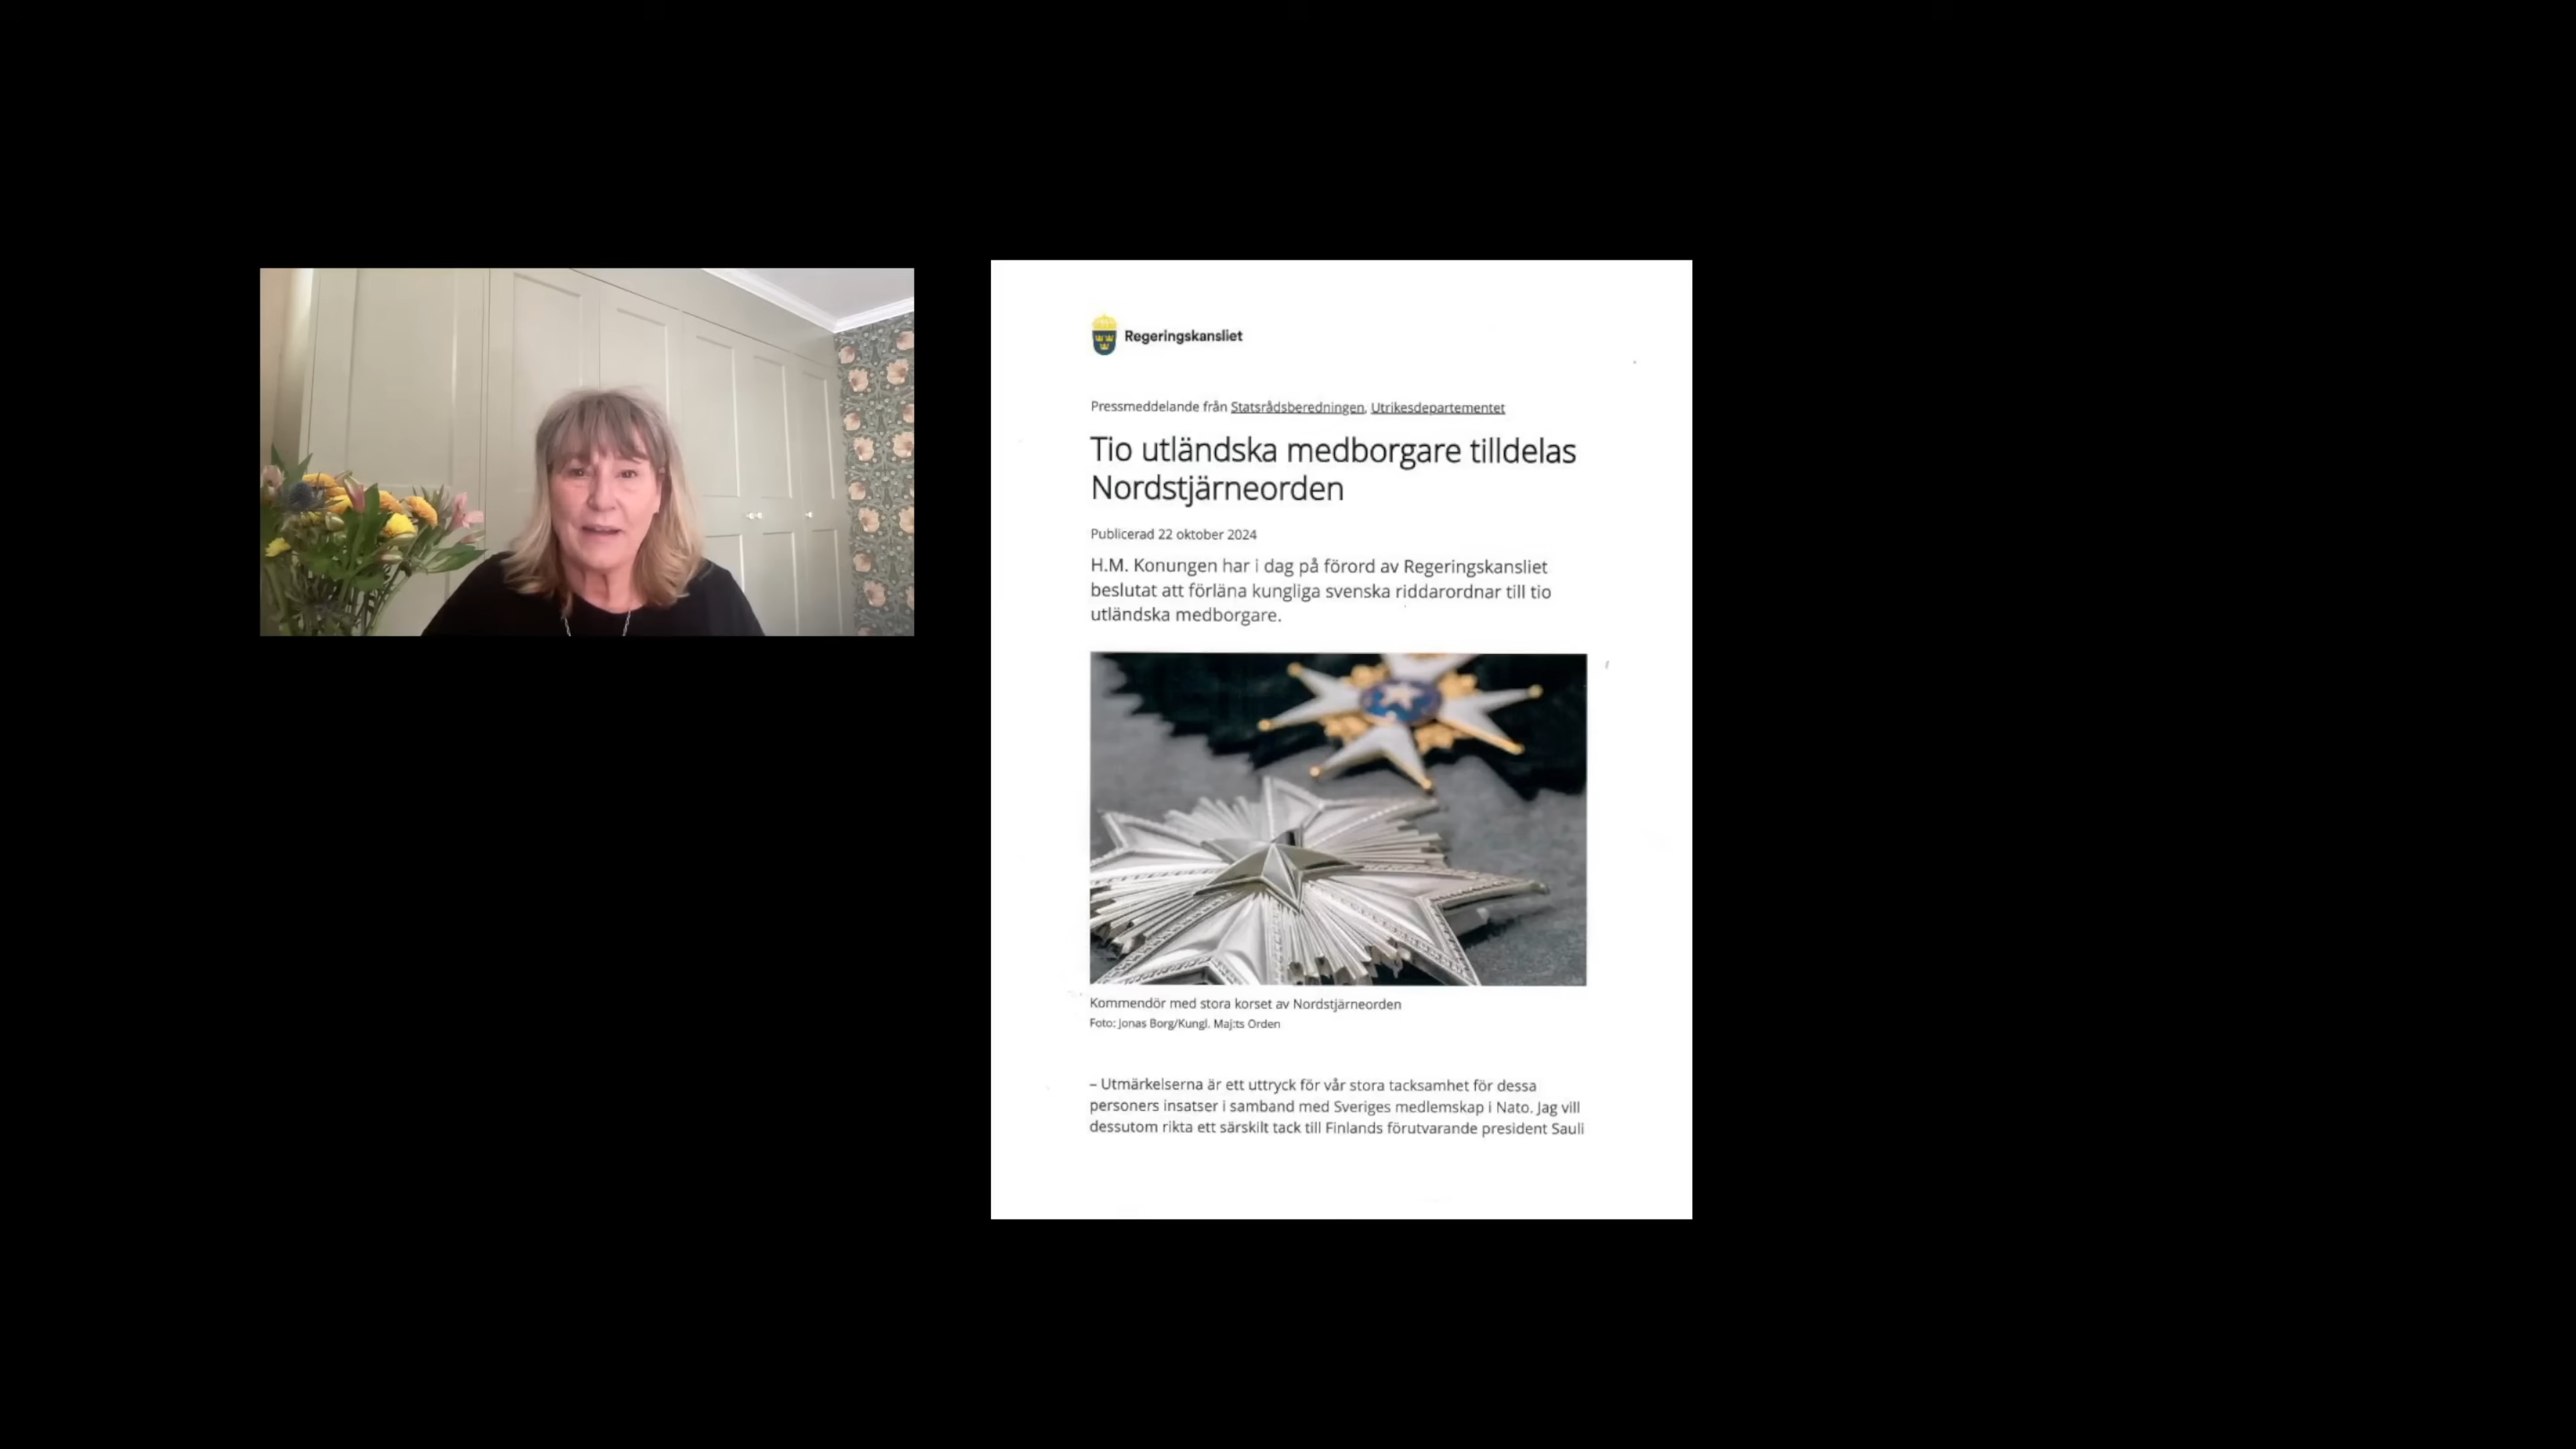 Regeringskansliet
Pressmeddelande från Statsrådsberedningen, Utrikesdepartementet
Tio utländska medborgare tilldelas
Nordstjärneorden
Publicerad 22 oktober 2024
H.M. Konungen har i dag på förord av Regeringskansliet
beslutat att förläna kungliga svenska riddarordnar till tio
utländska medborgare.
Kommendör med stora korset av Nordstjärneorden
Foto: Jonas Borg/Kungl. Maj:ts Orden
– Utmärkelserna är ett uttryck för vår stora tacksamhet för dessa
personers insatser i samband med Sveriges medlemskap i Nato. Jag vill
dessutom rikta ett särskilt tack till Finlands förutvarande president Sauli